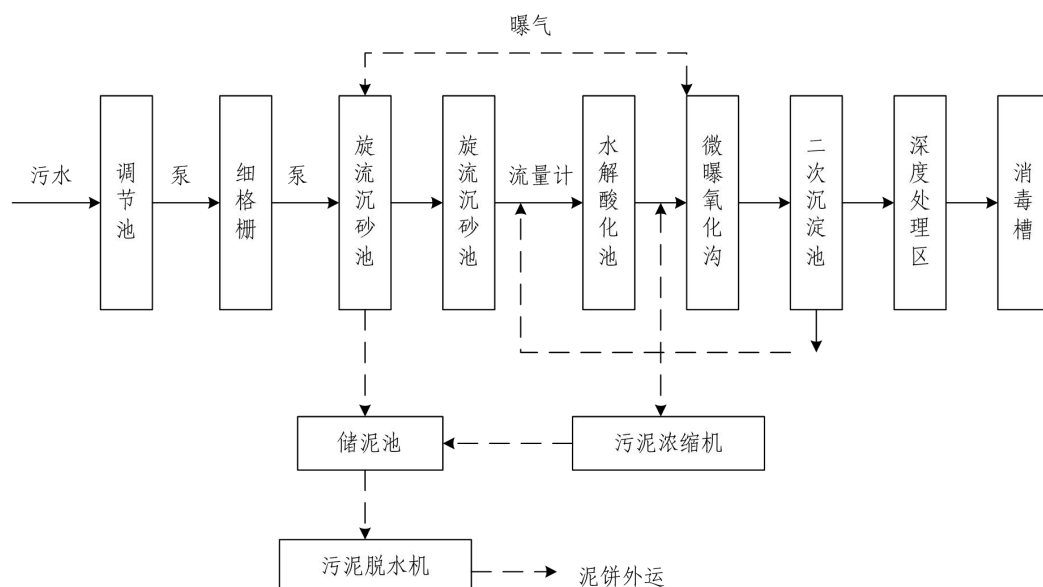 曝气
污水
调节池
泵
细格栅
泵
旋流沉砂池
旋流沉砂池
流量计
水解酸化池
微曝氧化沟
二次沉淀池
深度处理区
消毒槽
储泥池
污泥浓缩机
污泥脱水机
泥饼外运